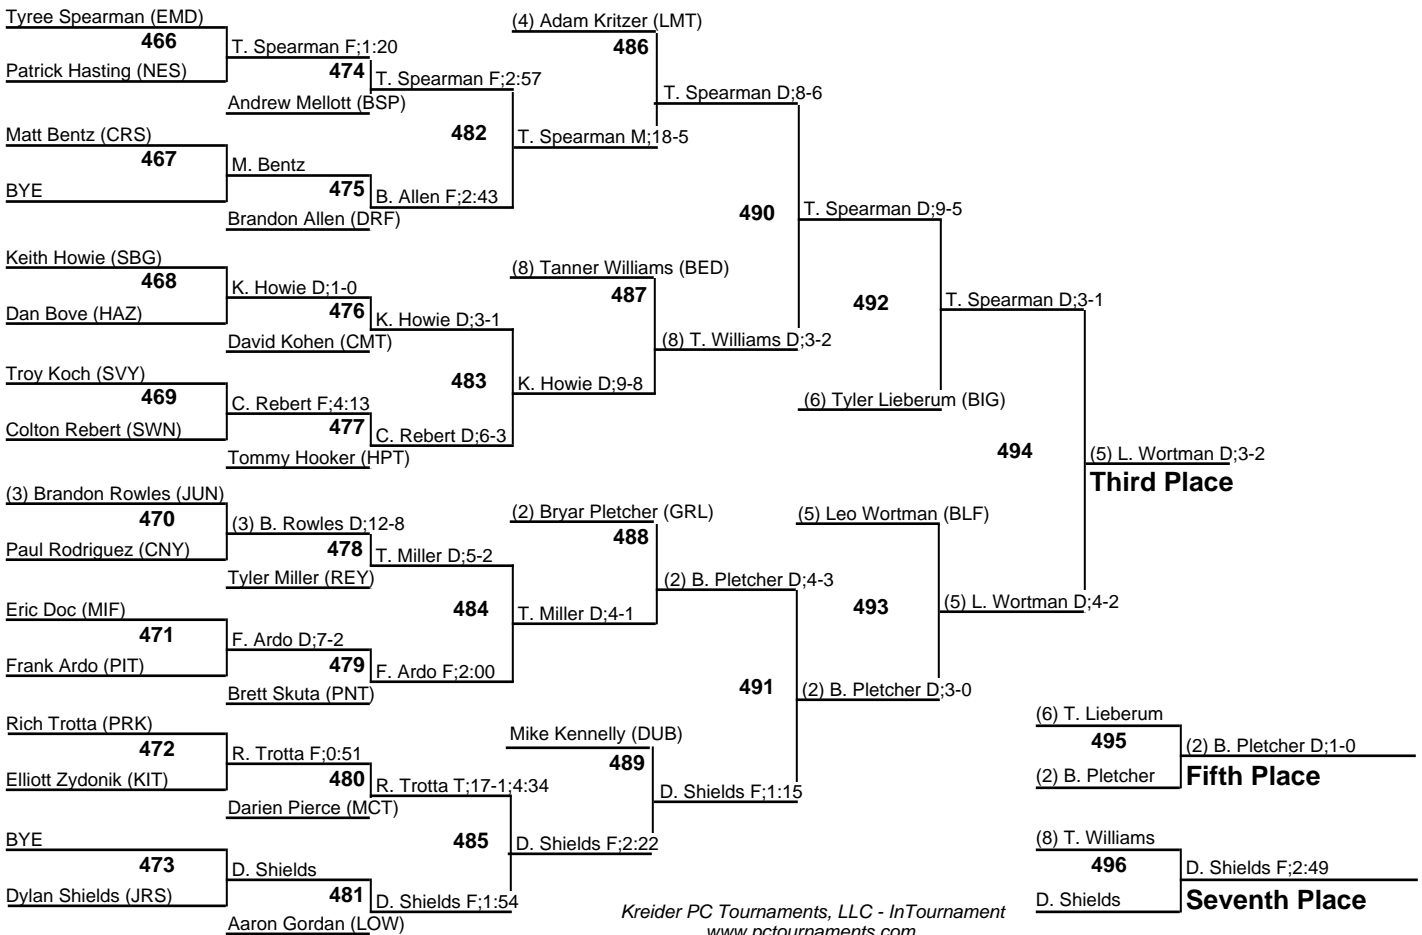 Tyree Spearman (EMD)
466
Patrick Hasting (NES)
Matt Bentz (CRS)
467
BYE
Keith Howie (SBG)
468
Dan Bove (HAZ)
Troy Koch (SVY)
469
Colton Rebert (SWN)
(3) Brandon Rowles (JUN)
470
Paul Rodriguez (CNY)
Eric Doc (MIF)
471
Frank Ardo (PIT)
Rich Trotta (PRK)
472
Elliott Zydonik (KIT)
BYE
473
Dylan Shields (JRS)
T. Spearman F;1:20
474
Andrew Mellott (BSP)
M. Bentz
475
Brandon Allen (DRF)
K. Howie D;1-0
476
David Kohen (CMT)
C. Rebert F;4:13
477
Tommy Hooker (HPT)
(3) B. Rowles D;12-8
478
Tyler Miller (REY)
F. Ardo D;7-2
479
Brett Skuta (PNT)
R. Trotta F;0:51
480
Darien Pierce (MCT)
D. Shields
481
Aaron Gordan (LOW)
T. Spearman F;2:57
482
B. Allen F;2:43
K. Howie D;3-1
483
C. Rebert D;6-3
T. Miller D;5-2
484
F. Ardo F;2:00
R. Trotta T;17-1;4:34
485
D. Shields F;1:54
(4) Adam Kritzer (LMT)
486
T. Spearman M;18-5
(8) Tanner Williams (BED)
487
K. Howie D;9-8
(2) Bryar Pletcher (GRL)
488
T. Miller D;4-1
Mike Kennelly (DUB)
489
D. Shields F;2:22
T. Spearman D;8-6
490
(8) T. Williams D;3-2
(2) B. Pletcher D;4-3
491
D. Shields F;1:15
T. Spearman D;9-5
492
(6) Tyler Lieberum (BIG)
(5) Leo Wortman (BLF)
493
(2) B. Pletcher D;3-0
T. Spearman D;3-1
494
(5) L. Wortman D;4-2
(5) L. Wortman D;3-2
Third Place
(6) T. Lieberum
495
(2) B. Pletcher
(2) B. Pletcher D;1-0
Fifth Place
(8) T. Williams
496
D. Shields
D. Shields F;2:49
Seventh Place
Kreider PC Tournaments, LLC - InTournament
www.pctournaments.com